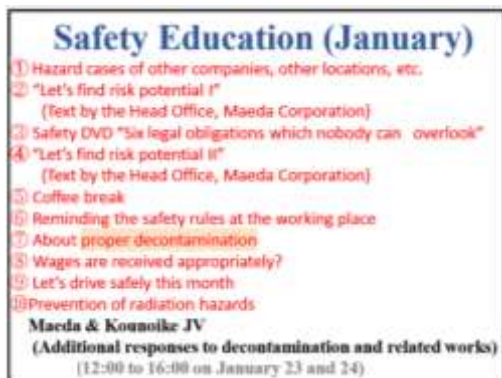 Safety Education (January)
① Hazard cases of other companies, other locations, etc.
② "Let's find risk potential I"
(Text by the Head Office, Maeda Corporation)
③ Safety DVD "Six legal obligations which nobody can overlook"
④ "Let's find risk potential II"
(Text by the Head Office, Maeda Corporation)
⑤ Coffee break
⑥ Reminding the safety rules at the working place
⑦ About proper decontamination
⑧ Wages are received appropriately?
⑨ Let's drive safely this month
⑩Prevention of radiation hazards
Maeda & Kounoike JV
(Additional responses to decontamination and related works)
(12:00 to 16:00 on January 23 and 24)